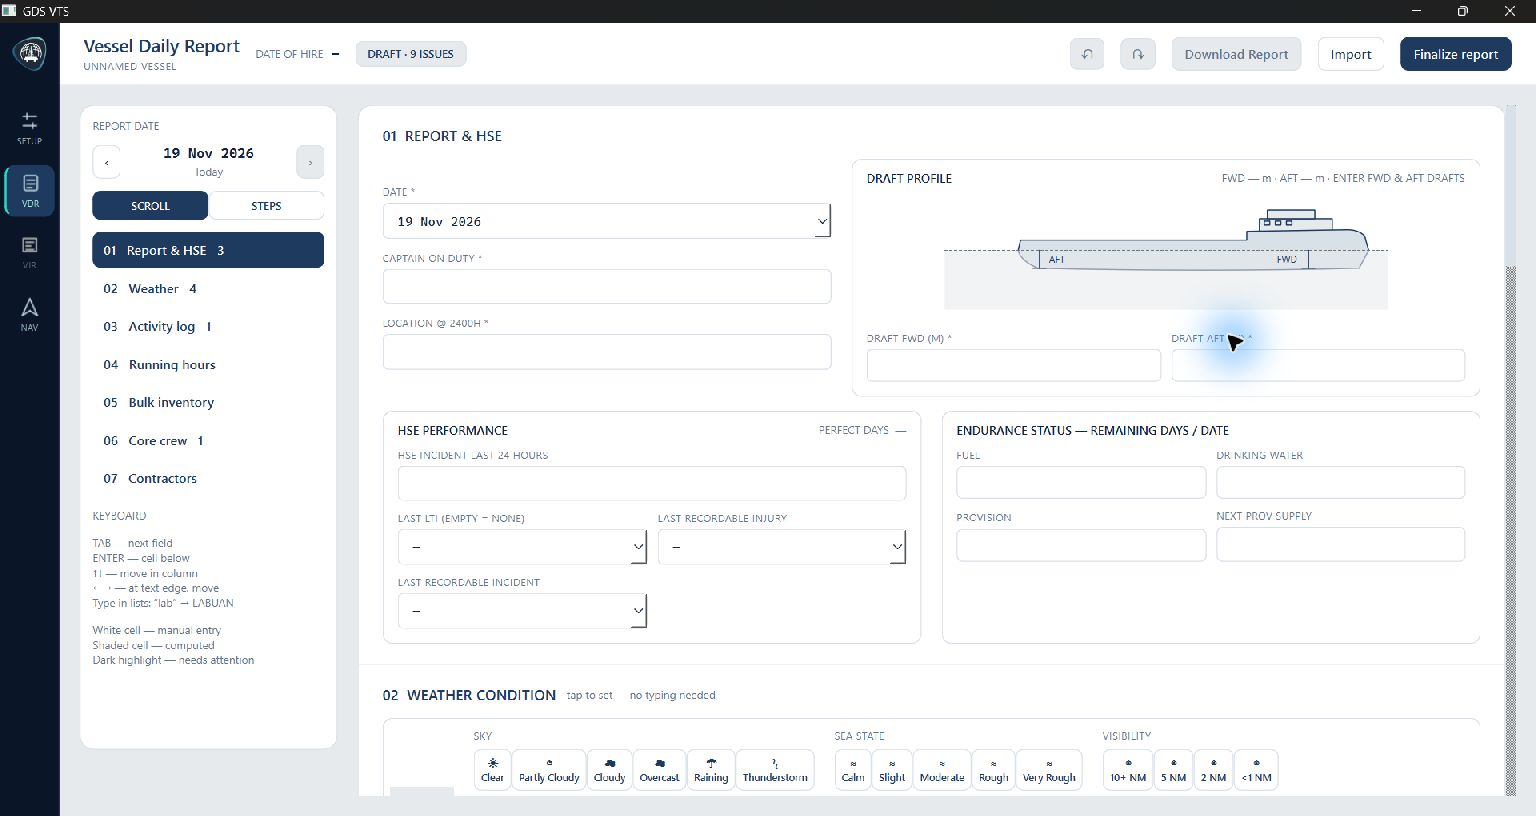 GDS VTS
Vessel Daily Report
UNNAMED VESSEL
DATE OF HIRE –
DRAFT · 9 ISSUES
Download Report
Import
Finalize report
SETUP
VDR
VIR
NAV
REPORT DATE
19 Nov 2026
Today
SCROLL
STEPS
01 Report & HSE 3
02 Weather 4
03 Activity log 1
04 Running hours
05 Bulk inventory
06 Core crew 1
07 Contractors
KEYBOARD
TAB — next field
ENTER — cell below
↑↓ — move in column
← → — at text edge, move
Type in lists: "lab" → LABUAN
White cell — manual entry
Shaded cell — computed
Dark highlight — needs attention
01 REPORT & HSE
DATE *
19 Nov 2026
CAPTAIN ON DUTY *
LOCATION @ 2400H *
DRAFT PROFILE
FWD — m · AFT — m · ENTER FWD & AFT DRAFTS
AFT
FWD
DRAFT FWD (M) *
DRAFT AFT *
HSE PERFORMANCE
PERFECT DAYS —
HSE INCIDENT LAST 24 HOURS
LAST LTI (EMPTY = NONE)
LAST RECORDABLE INJURY
—
—
LAST RECORDABLE INCIDENT
—
ENDURANCE STATUS — REMAINING DAYS / DATE
FUEL
DRINKING WATER
PROVISION
NEXT PROV SUPPLY
02 WEATHER CONDITION tap to set — no typing needed
SKY
SEA STATE
VISIBILITY
Clear
Partly Cloudy
Cloudy
Overcast
Raining
Thunderstorm
Calm
Slight
Moderate
Rough
Very Rough
10+ NM
5 NM
2 NM
<1 NM